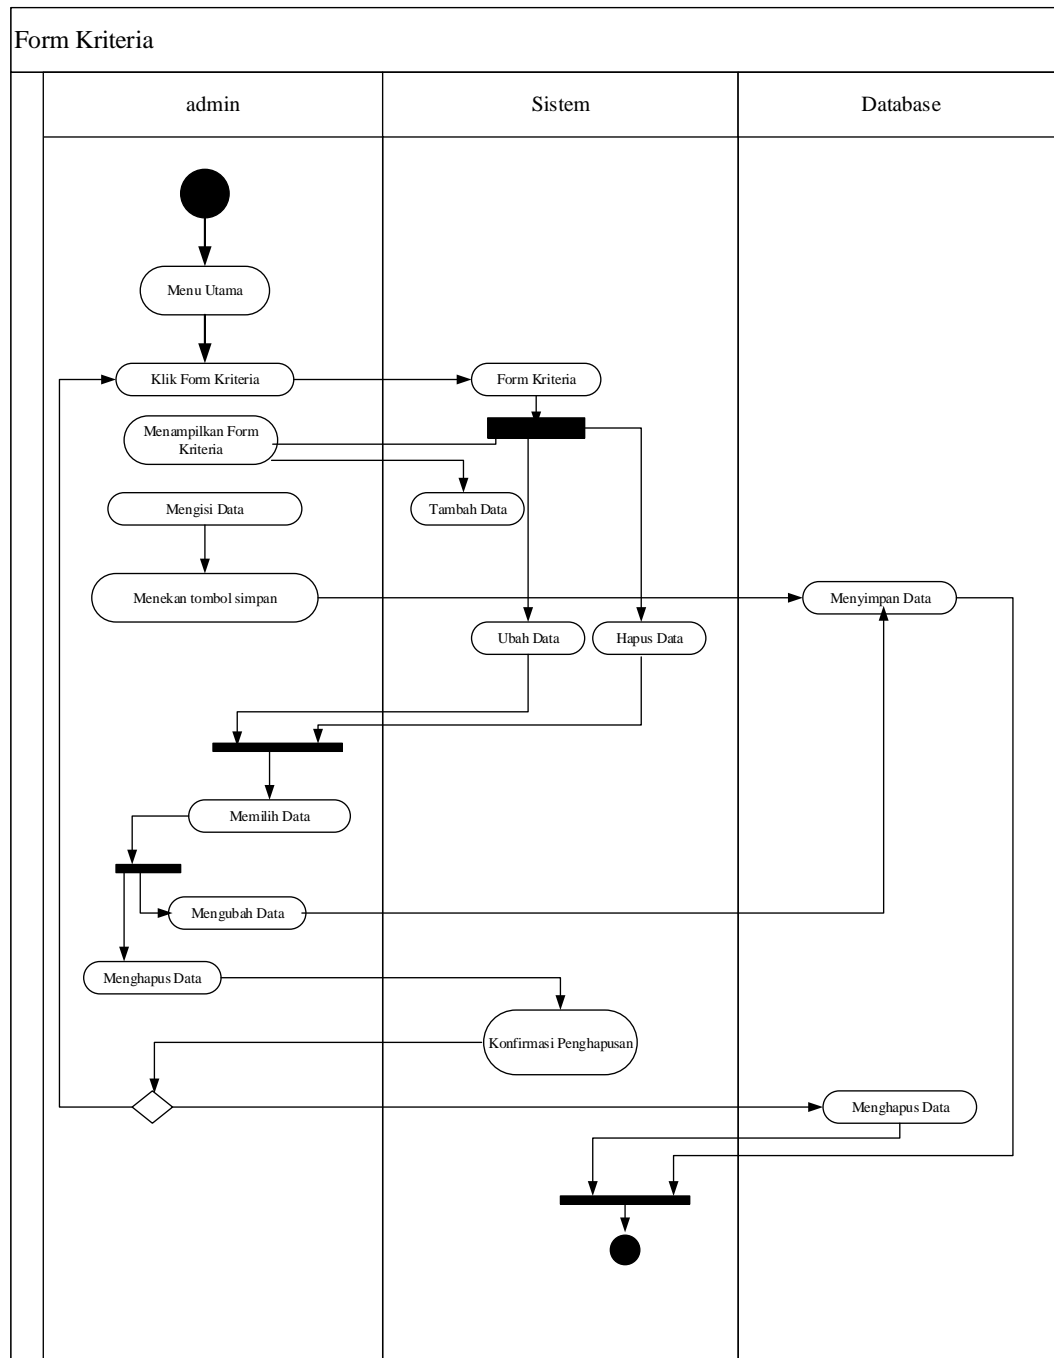 Form Kriteria
admin
Sistem
Database
Menu Utama
Klik Form Kriteria
Form Kriteria
Menampilkan Form
Kriteria
Tambah Data
Mengisi Data
Menekan tombol simpan
Menyimpan Data
Ubah Data
Hapus Data
Memilih Data
Mengubah Data
Menghapus Data
Konfirmasi Penghapusan
Menghapus Data